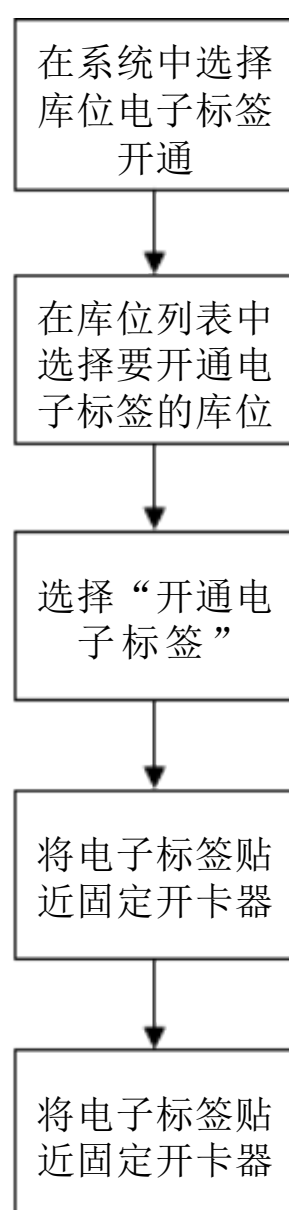 在系统中选择
库位电子标签
开通
在库位列表中
选择要开通电
子标签的库位
选择“开通电
子标签”
将电子标签贴
近固定开卡器
将电子标签贴
近固定开卡器